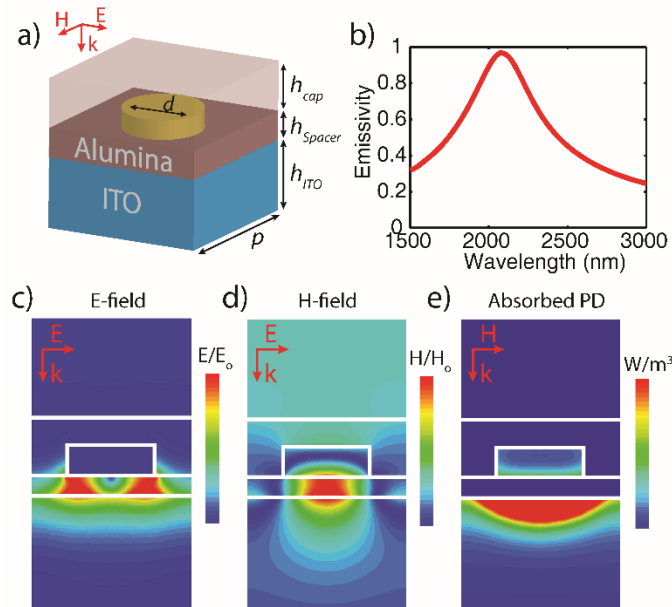 a)
H E
k
d
h_cap
h_Spacer
Alumina
h_ITO
ITO
p
b)
Emissivity
1
0.8
0.6
0.4
0.2
0
1500 2000 2500 3000
Wavelength (nm)
c) E-field
E
k
E/E_o
d) H-field
E
k
H/H_o
e) Absorbed PD
H
k
W/m³